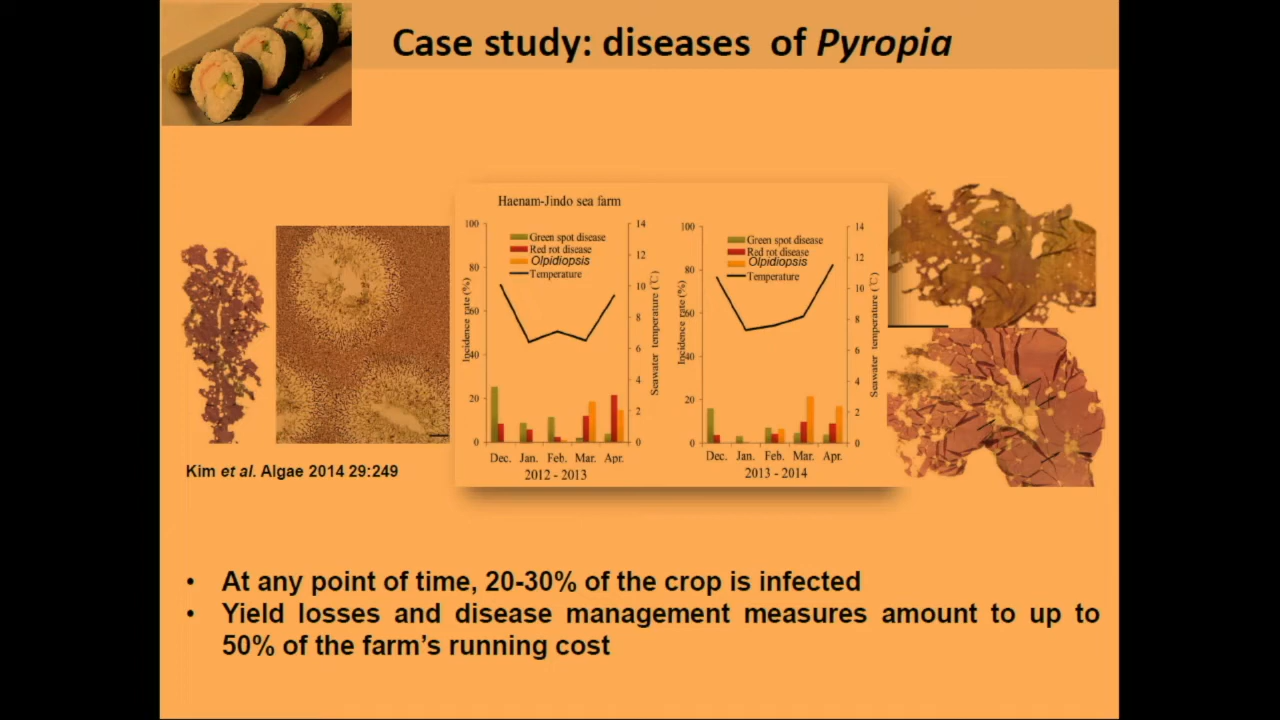 Case study: diseases of Pyropia
Haenam-Jindo sea farm
100
80
60
40
20
0
Incidence rate (%)
Green spot disease
Red rot disease
Olpidiopsis
Temperature
14
12
10
8
6
4
2
0
Seawater temperature (℃)
Dec. Jan. Feb. Mar. Apr.
2012 - 2013
100
80
60
40
20
0
Incidence rate (%)
Green spot disease
Red rot disease
Olpidiopsis
Temperature
14
12
10
8
6
4
2
0
Seawater temperature (℃)
Dec. Jan. Feb. Mar. Apr.
2013 - 2014
Kim et al. Algae 2014 29:249
• At any point of time, 20-30% of the crop is infected
• Yield losses and disease management measures amount to up to
50% of the farm's running cost